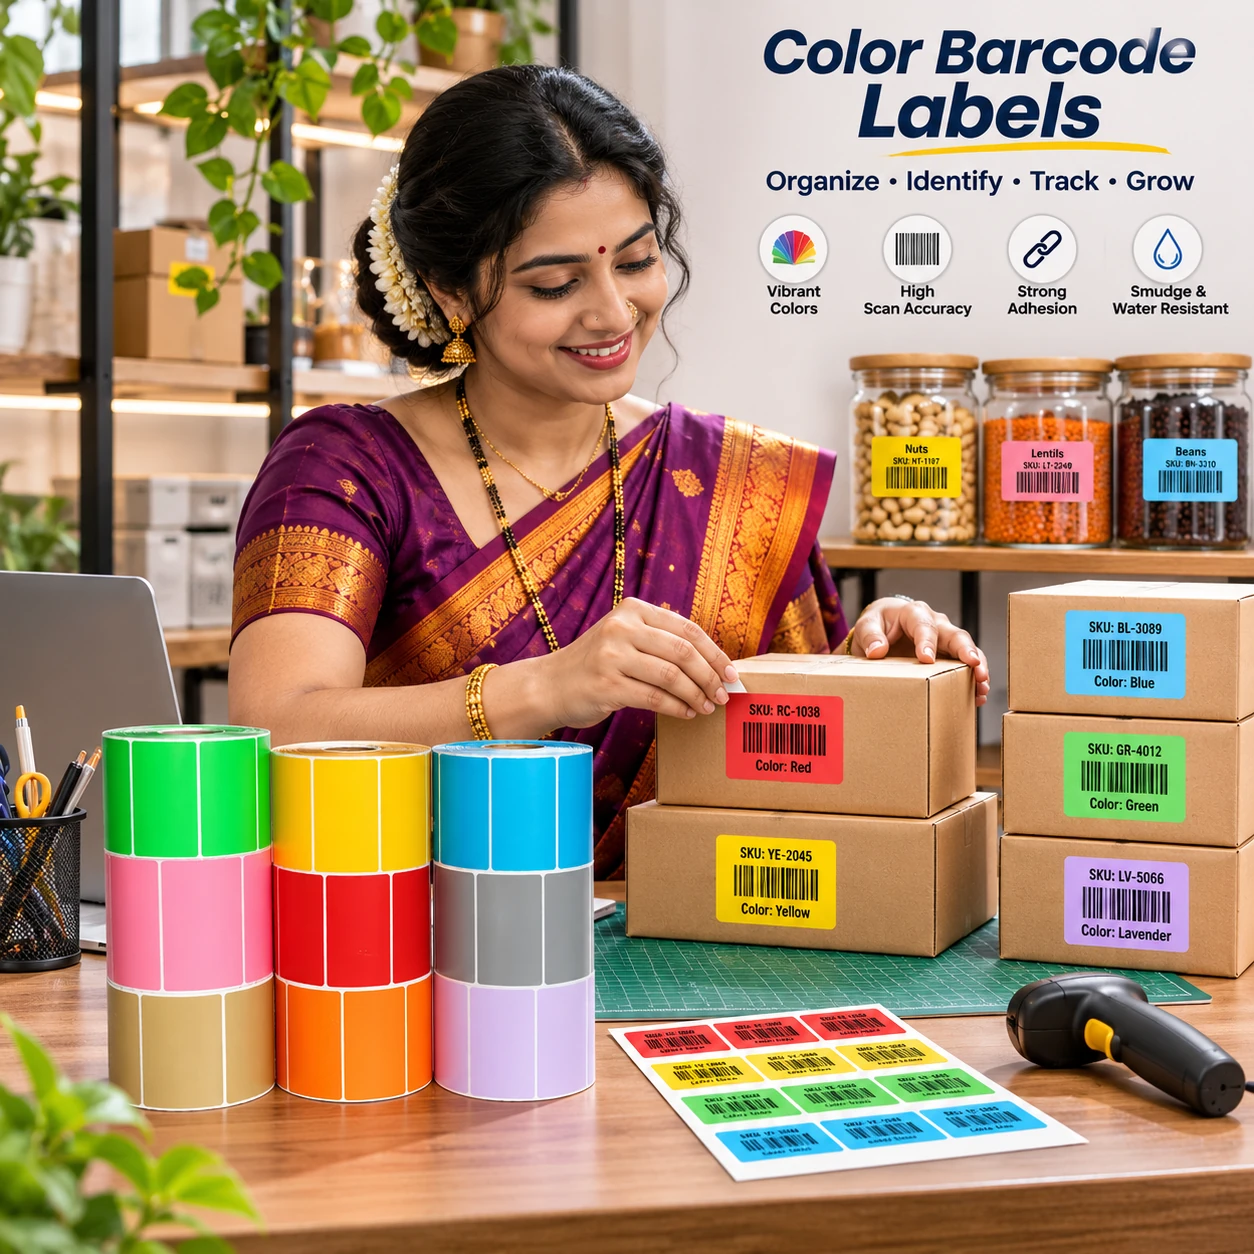 Color Barcode
Labels
Organize • Identify • Track • Grow
Vibrant
Colors
High
Scan Accuracy
Strong
Adhesion
Smudge &
Water Resistant
Nuts
SKU: NT-1107
Lentils
SKU: LT-2240
Beans
SKU: BN-3310
SKU: BL-3089
Color: Blue
SKU: RC-1038
Color: Red
SKU: GR-4012
Color: Green
SKU: YE-2045
Color: Yellow
SKU: LV-5066
Color: Lavender